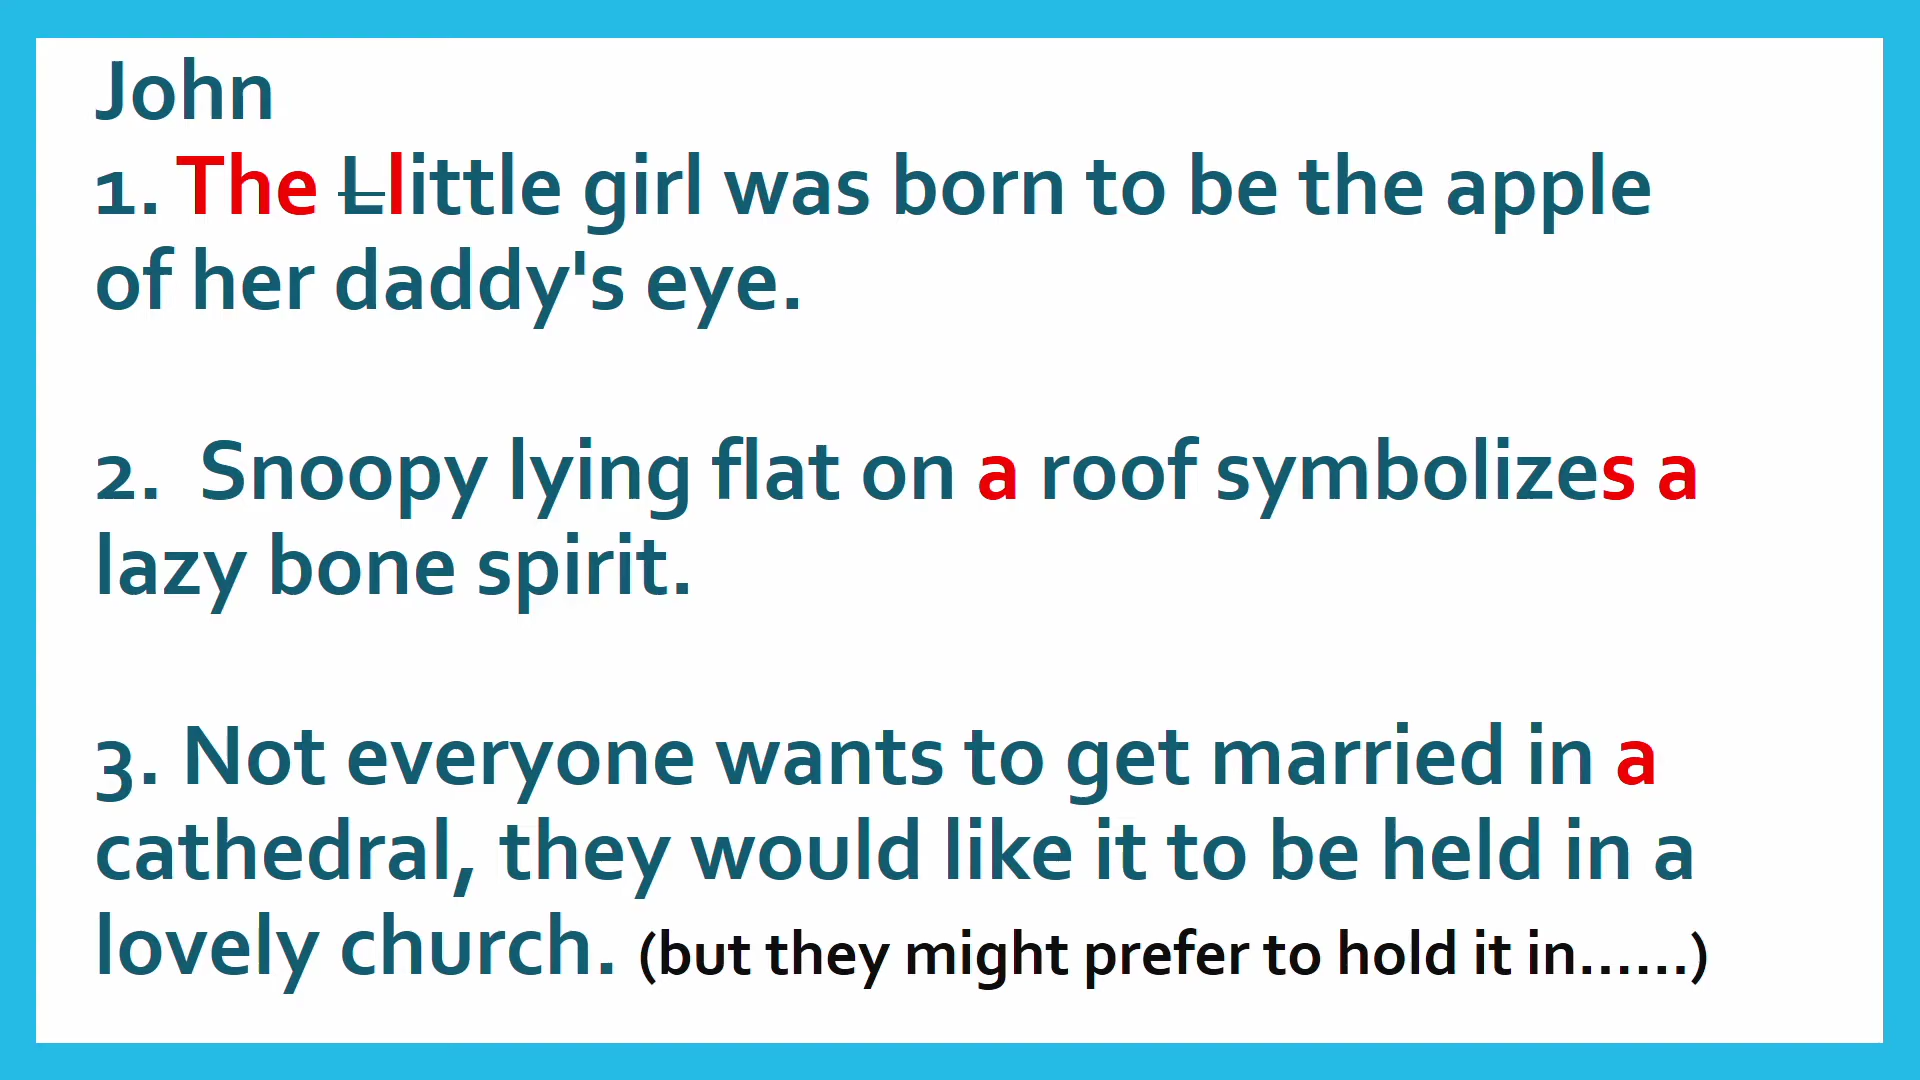 John
1. The Llittle girl was born to be the apple
of her daddy's eye.
2. Snoopy lying flat on a roof symbolizes a
lazy bone spirit.
3. Not everyone wants to get married in a
cathedral, they would like it to be held in a
lovely church. (but they might prefer to hold it in......)